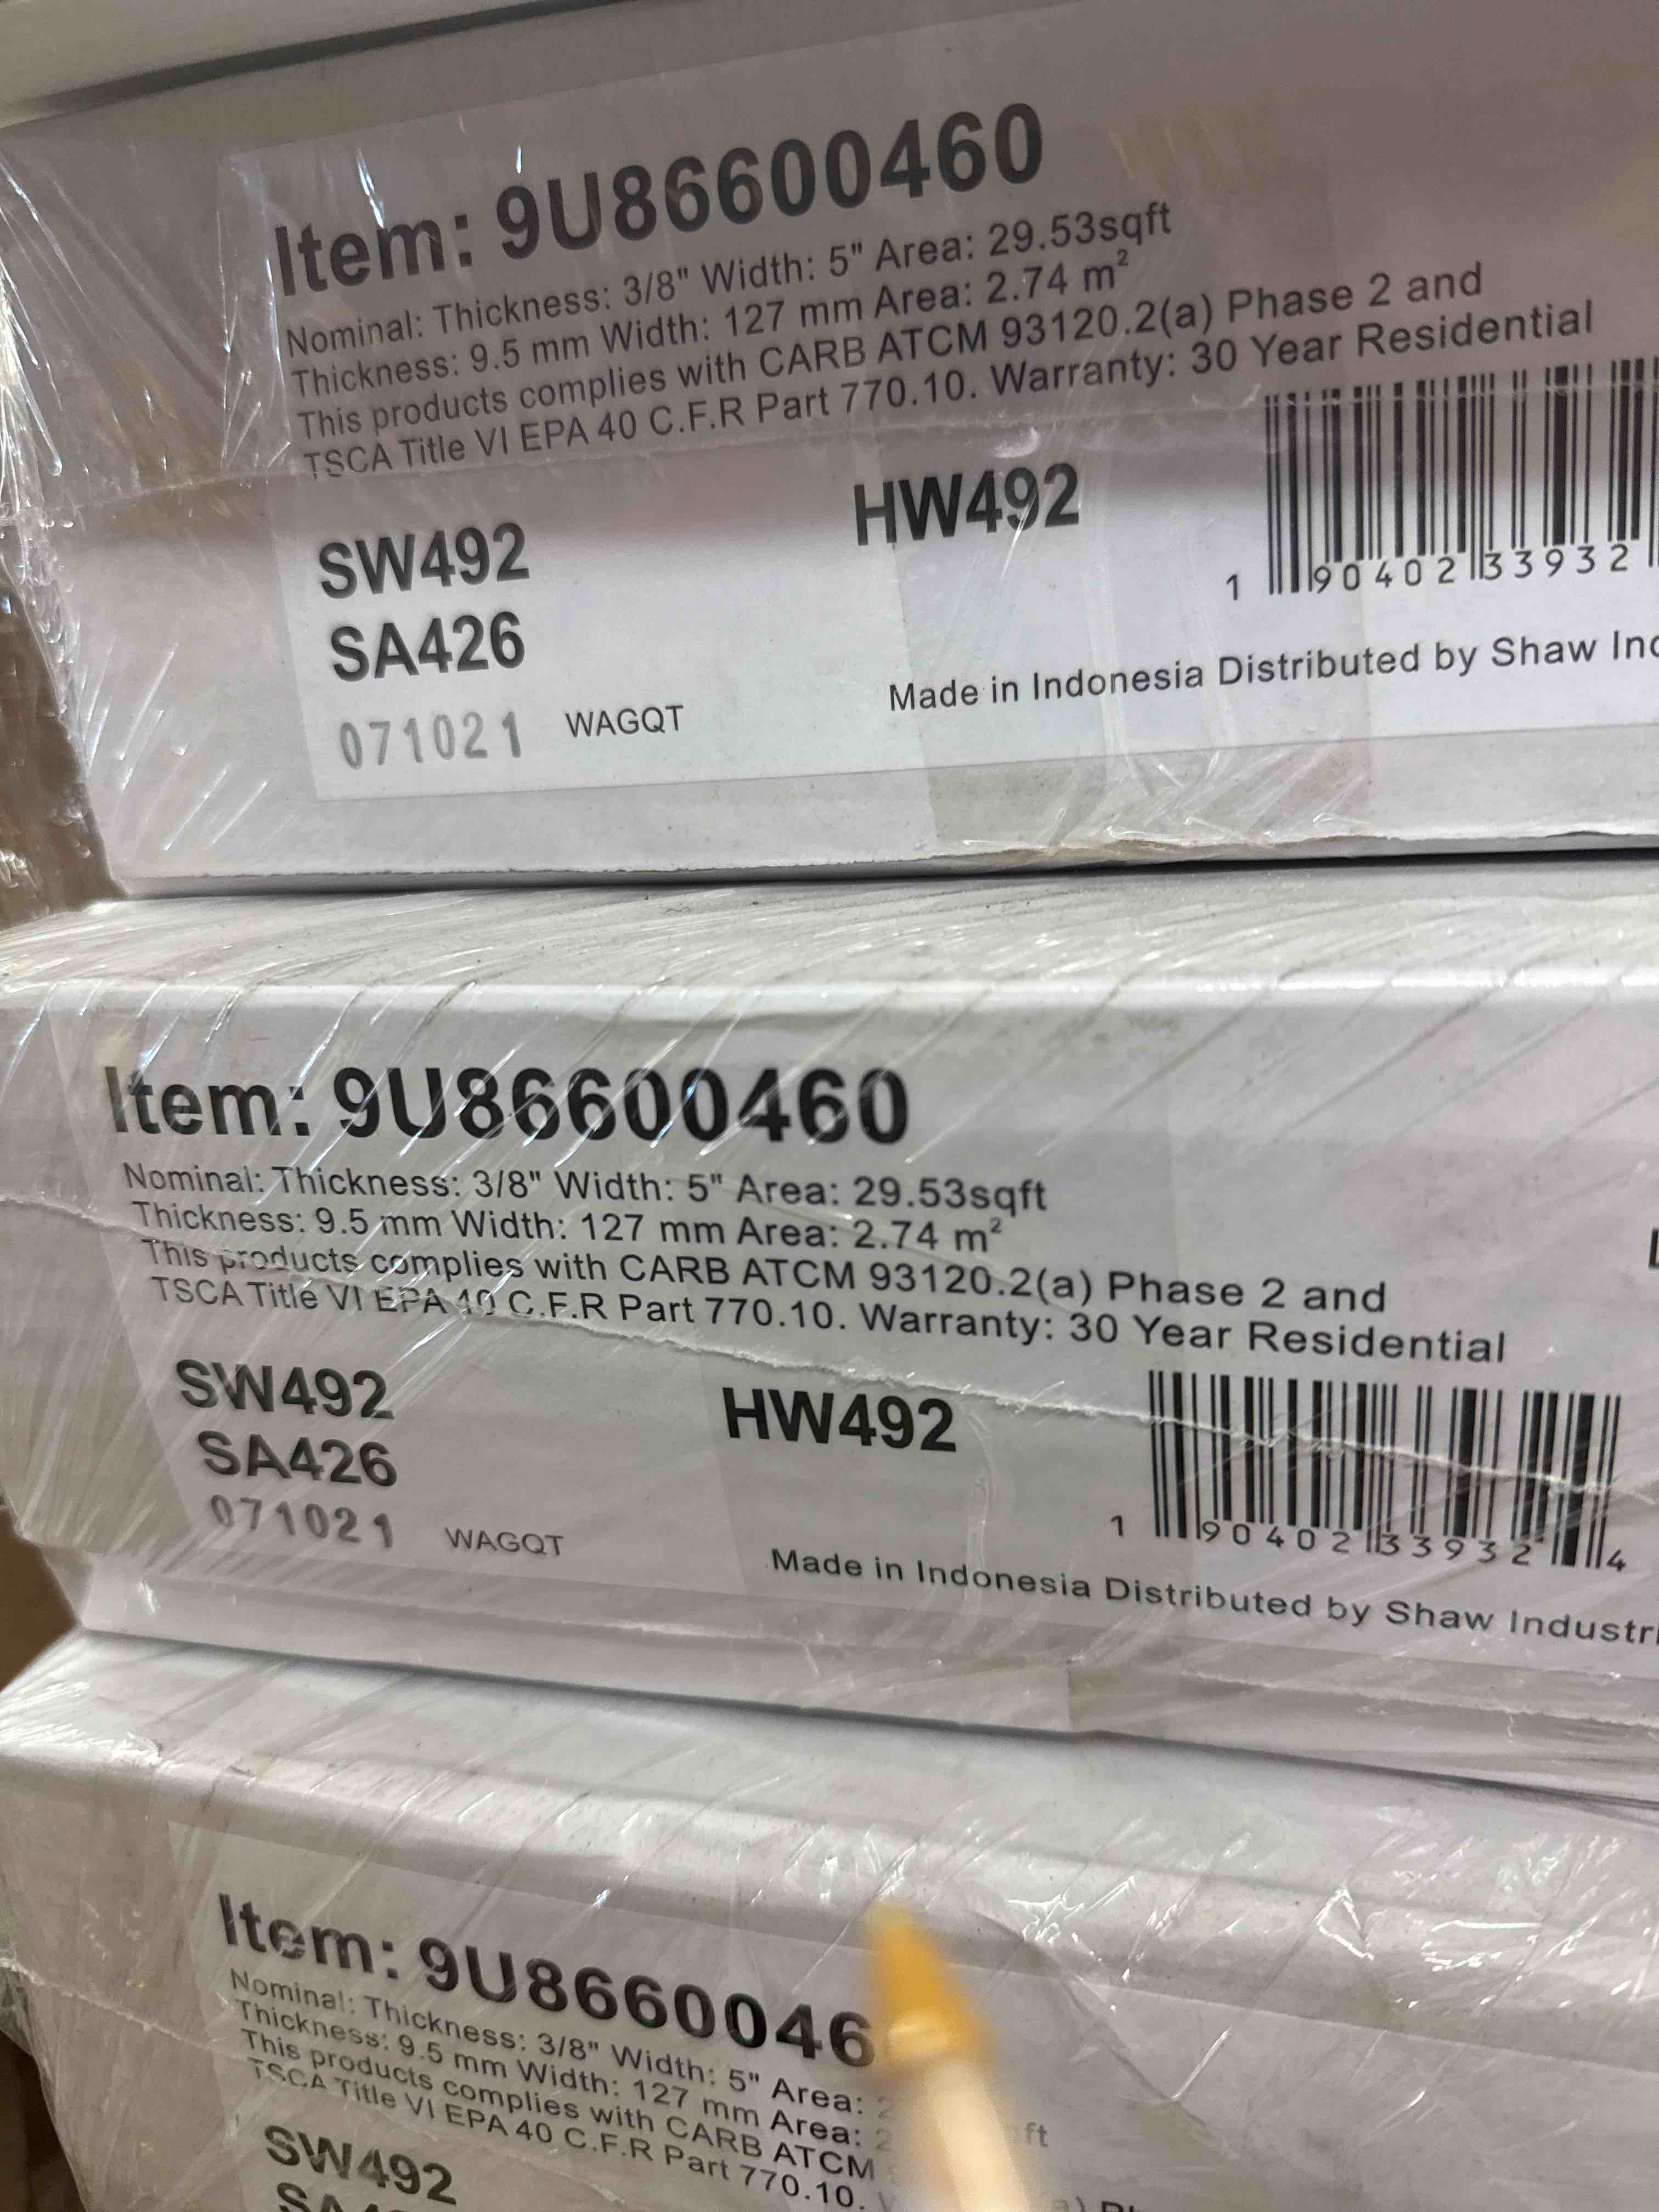 Item: 9U86600460
Nominal: Thickness: 3/8" Width: 5" Area: 29.53sqft
Thickness: 9.5 mm Width: 127 mm Area: 2.74 m²
This products complies with CARB ATCM 93120.2(a) Phase 2 and
TSCA Title VI EPA 40 C.F.R Part 770.10. Warranty: 30 Year Residential
SW492 HW492
SA426
1 90402 33932
071021 WAGQT
Made in Indonesia Distributed by Shaw Inc
Item: 9U86600460
Nominal: Thickness: 3/8" Width: 5" Area: 29.53sqft
Thickness: 9.5 mm Width: 127 mm Area: 2.74 m²
This products complies with CARB ATCM 93120.2(a) Phase 2 and
TSCA Title VI EPA 40 C.F.R Part 770.10. Warranty: 30 Year Residential
SW492 HW492
SA426
1 90402 33932 4
071021 WAGQT
Made in Indonesia Distributed by Shaw Industri
Item: 9U8660046
Nominal: Thickness: 3/8" Width: 5" Area: 2 ft
Thickness: 9.5 mm Width: 127 mm Area: 2
This products complies with CARB ATCM
TSCA Title VI EPA 40 C.F.R Part 770.10.
SW492